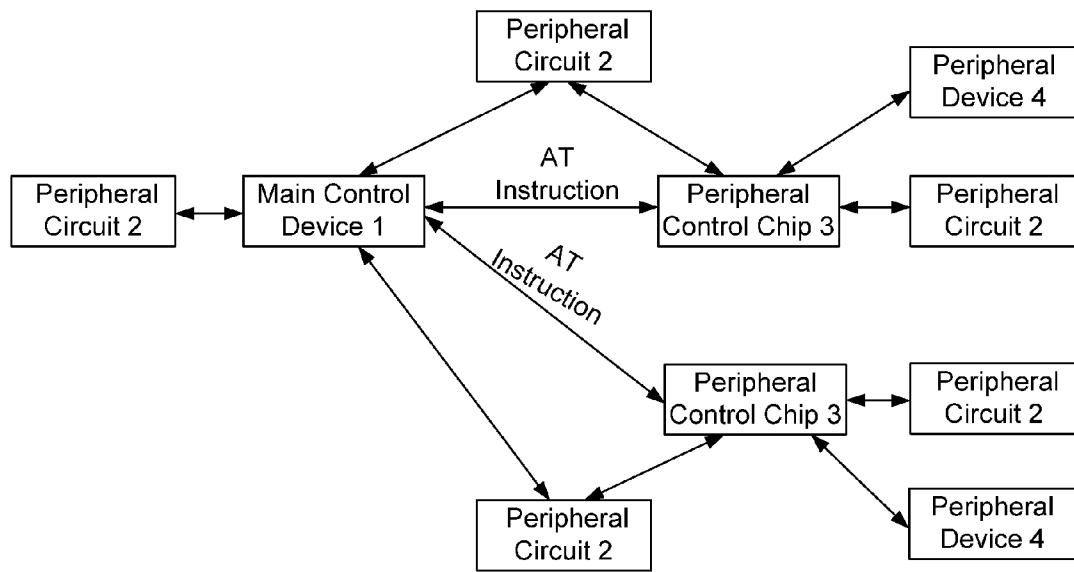 Peripheral
Circuit 2
Peripheral
Device 4
AT
Instruction
Peripheral
Circuit 2
Main Control
Device 1
Peripheral
Control Chip 3
Peripheral
Circuit 2
AT
Instruction
Peripheral
Control Chip 3
Peripheral
Circuit 2
Peripheral
Circuit 2
Peripheral
Device 4